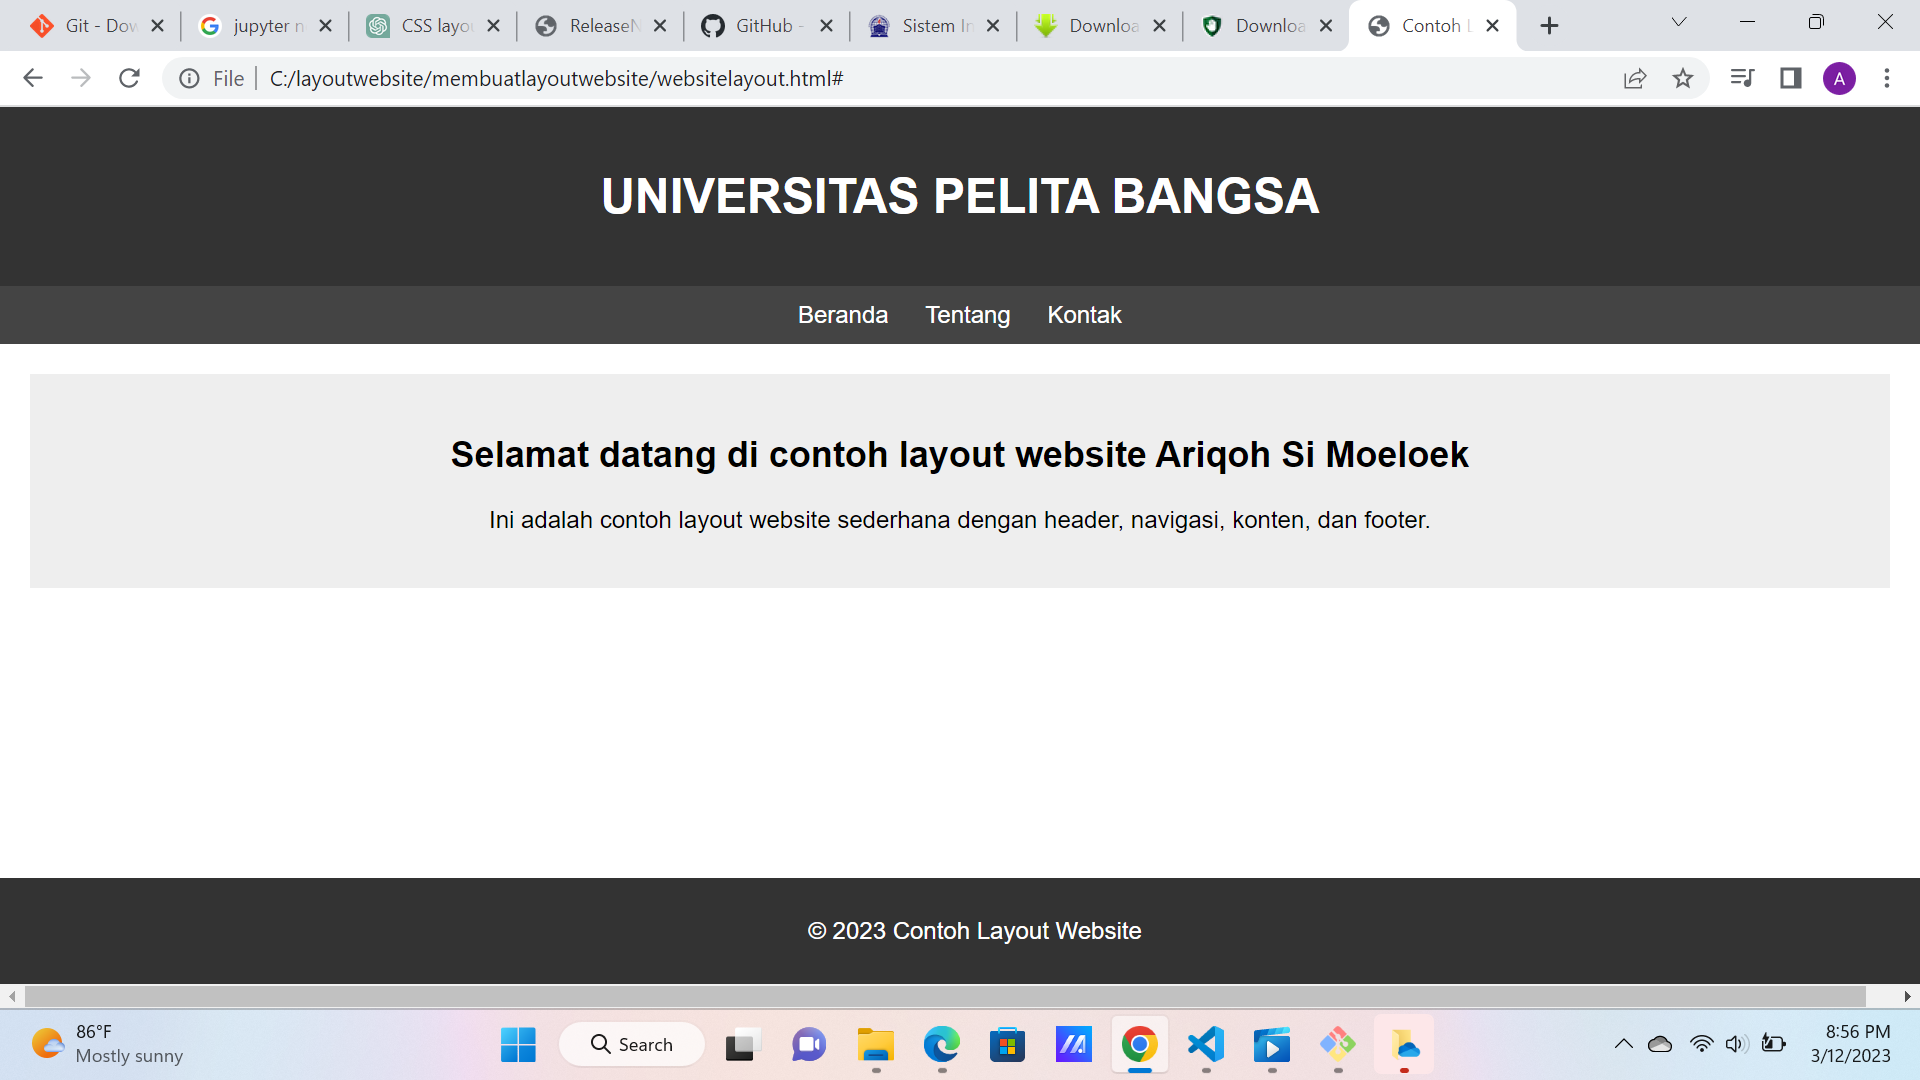 Git - Dow
jupyter n
CSS layou
ReleaseN
GitHub -
Sistem In
Downloa
Downloa
Contoh L
File
C:/layoutwebsite/membuatlayoutwebsite/websitelayout.html#
A
UNIVERSITAS PELITA BANGSA
Beranda Tentang Kontak
Selamat datang di contoh layout website Ariqoh Si Moeloek
Ini adalah contoh layout website sederhana dengan header, navigasi, konten, dan footer.
© 2023 Contoh Layout Website
86°F
Mostly sunny
Search
8:56 PM
3/12/2023